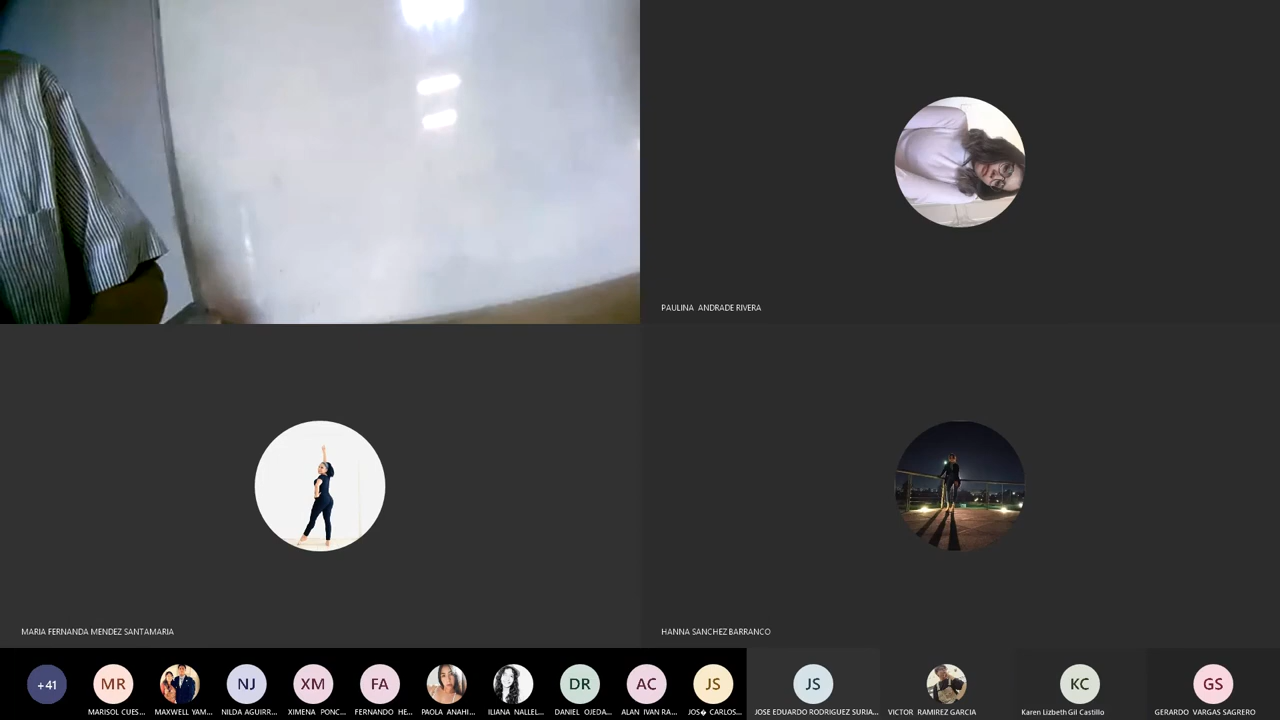 PAULINA ANDRADE RIVERA
MARIA FERNANDA MENDEZ SANTAMARIA
HANNA SANCHEZ BARRANCO
+41
MR
NJ
XM
FA
DR
AC
JS
JS
KC
GS
MARISOL CUES...
MAXWELL YAM...
NILDA AGUIRR...
XIMENA PONC...
FERNANDO HE...
PAOLA ANAHI...
ILIANA NALLEL...
DANIEL OJEDA...
ALAN IVAN RA...
JOS� CARLOS...
JOSE EDUARDO RODRIGUEZ SURIA...
VICTOR RAMIREZ GARCIA
Karen Lizbeth Gil Castillo
GERARDO VARGAS SAGRERO